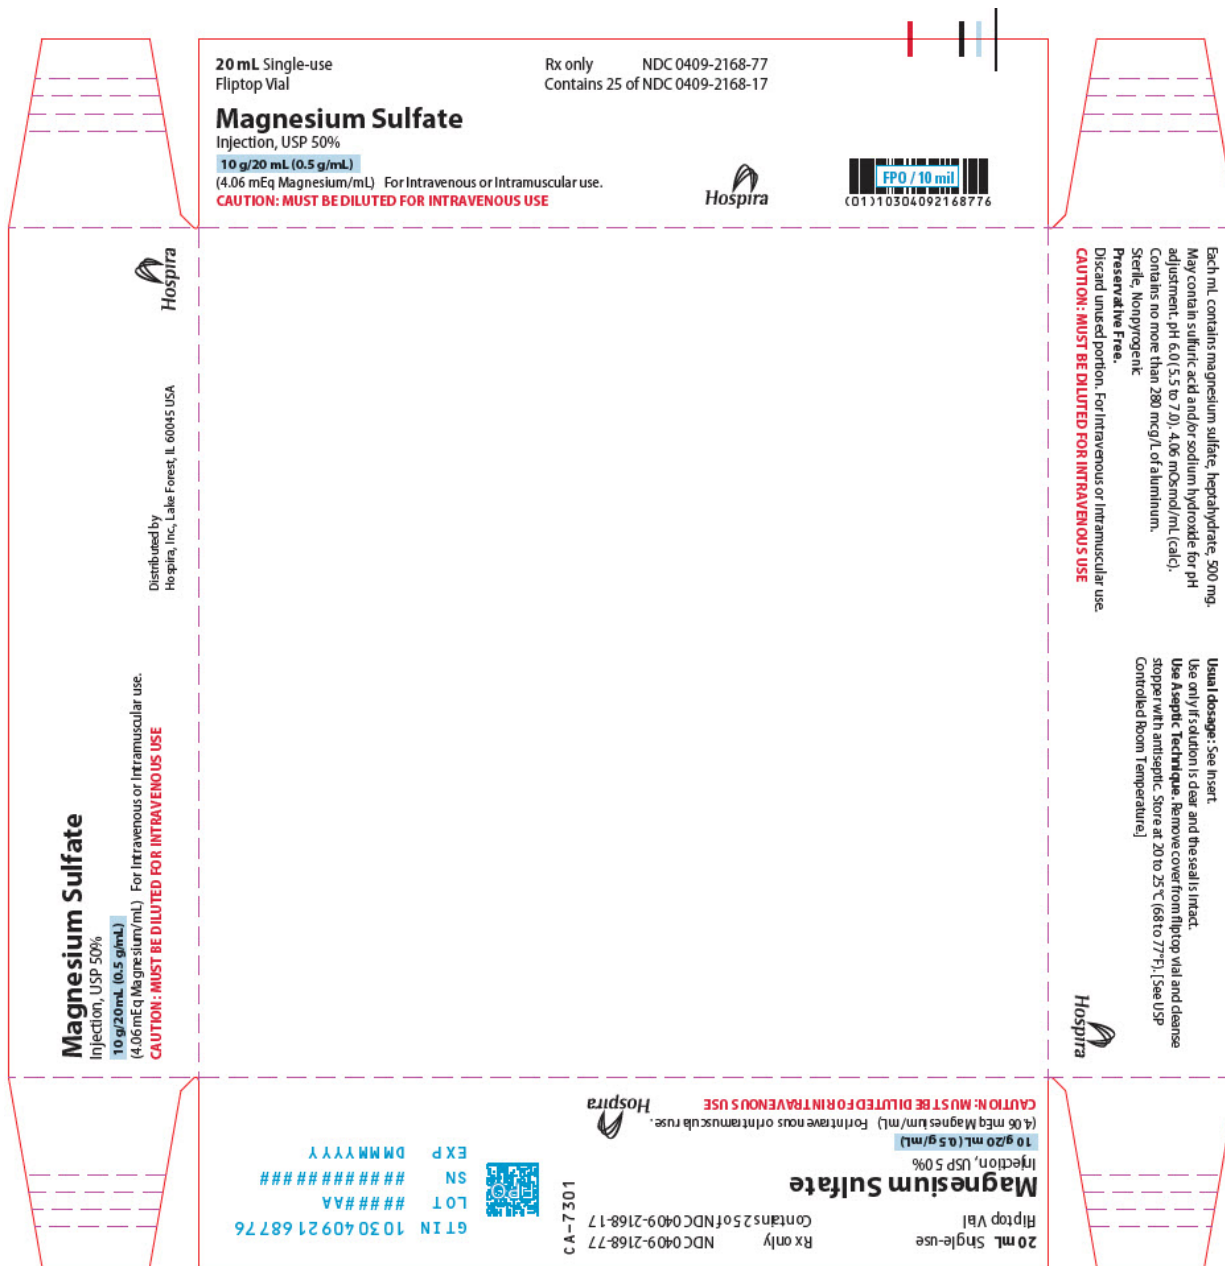 20 mL Single-use
Fliptop Vial
Rx only NDC 0409-2168-77
Contains 25 of NDC 0409-2168-17
Magnesium Sulfate
Injection, USP 50%
10 g/20 mL (0.5 g/mL)
(4.06 mEq Magnesium/mL) For Intravenous or Intramuscular use.
CAUTION: MUST BE DILUTED FOR INTRAVENOUS USE
Hospira
FPO / 10 mil
(01)10304092168776
Hospira
Distributed by
Hospira, Inc., Lake Forest, IL 60045 USA
Magnesium Sulfate
Injection, USP 50%
10 g/20mL (0.5 g/mL)
(4.06 mEq Magnesium/mL) For Intravenous or Intramuscular use.
CAUTION: MUST BE DILUTED FOR INTRAVENOUS USE
Each mL contains magnesium sulfate, heptahydrate, 500 mg.
May contain sulfuric acid and/or sodium hydroxide for pH
adjustment. pH 6.0 (5.5 to 7.0). 4.06 mOsmol/mL (calc).
Contains no more than 280 mcg/L of aluminum.
Sterile, Nonpyrogenic
Preservative Free.
Discard unused portion. For Intravenous or Intramuscular use.
CAUTION: MUST BE DILUTED FOR INTRAVENOUS USE
Usual dosage: See insert.
Use only if solution is clear and the seal is intact.
Use Aseptic Technique. Remove cover from fliptop vial and cleanse
stopper with antiseptic. Store at 20 to 25°C (68 to 77°F). [See USP
Controlled Room Temperature.]
Hospira
20 mL Single-use
Fliptop Vial
Rx only NDC 0409-2168-77
Contains 25 of NDC 0409-2168-17
Magnesium Sulfate
Injection, USP 50%
10 g/20 mL (0.5 g/mL)
(4.06 mEq Magnesium/mL) For Intravenous or Intramuscular use.
CAUTION: MUST BE DILUTED FOR INTRAVENOUS USE
Hospira
CA-7301
FPO
GTIN 10304092168776
LOT #####AA
SN ############
EXP DMMMYYYY